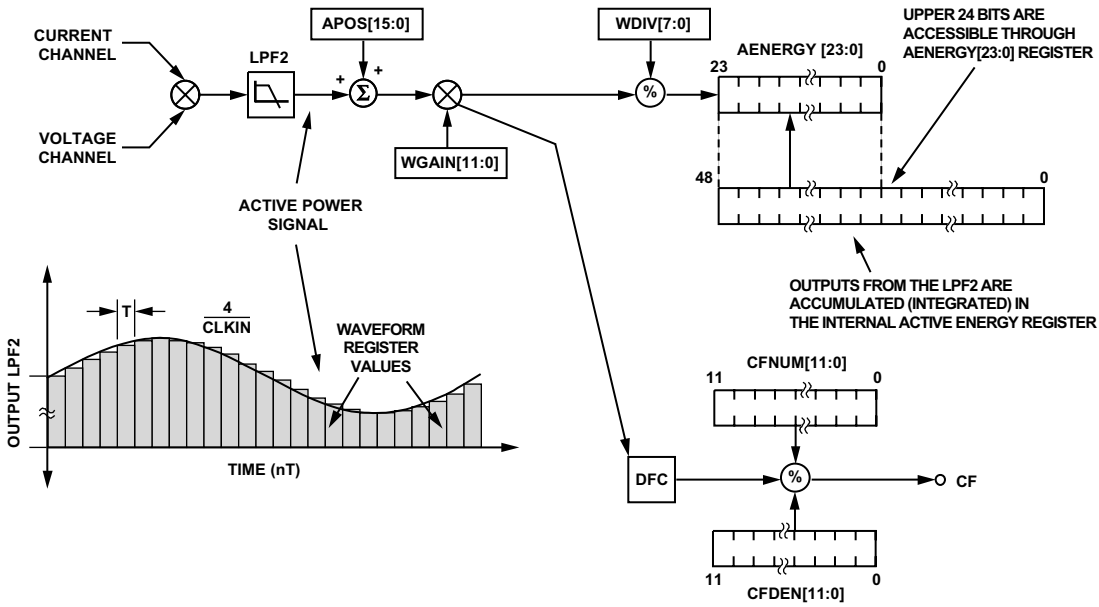 CURRENT
CHANNEL
VOLTAGE
CHANNEL
LPF2
APOS[15:0]
+
+
Σ
WGAIN[11:0]
WDIV[7:0]
%
AENERGY [23:0]
23
0
UPPER 24 BITS ARE
ACCESSIBLE THROUGH
AENERGY[23:0] REGISTER
48
0
OUTPUTS FROM THE LPF2 ARE
ACCUMULATED (INTEGRATED) IN
THE INTERNAL ACTIVE ENERGY REGISTER
ACTIVE POWER
SIGNAL
OUTPUT LPF2
T
4
CLKIN
WAVEFORM
REGISTER
VALUES
TIME (nT)
CFNUM[11:0]
11
0
DFC
%
CF
11
0
CFDEN[11:0]